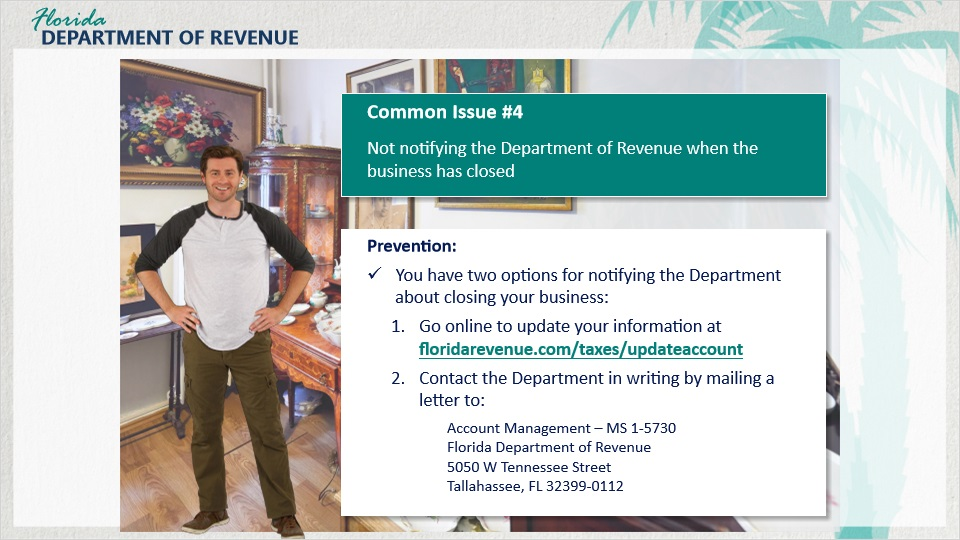 Florida
DEPARTMENT OF REVENUE
Common Issue #4
Not notifying the Department of Revenue when the
business has closed
Prevention:
✓ You have two options for notifying the Department
about closing your business:
1. Go online to update your information at
floridarevenue.com/taxes/updateaccount
2. Contact the Department in writing by mailing a
letter to:
Account Management – MS 1-5730
Florida Department of Revenue
5050 W Tennessee Street
Tallahassee, FL 32399-0112